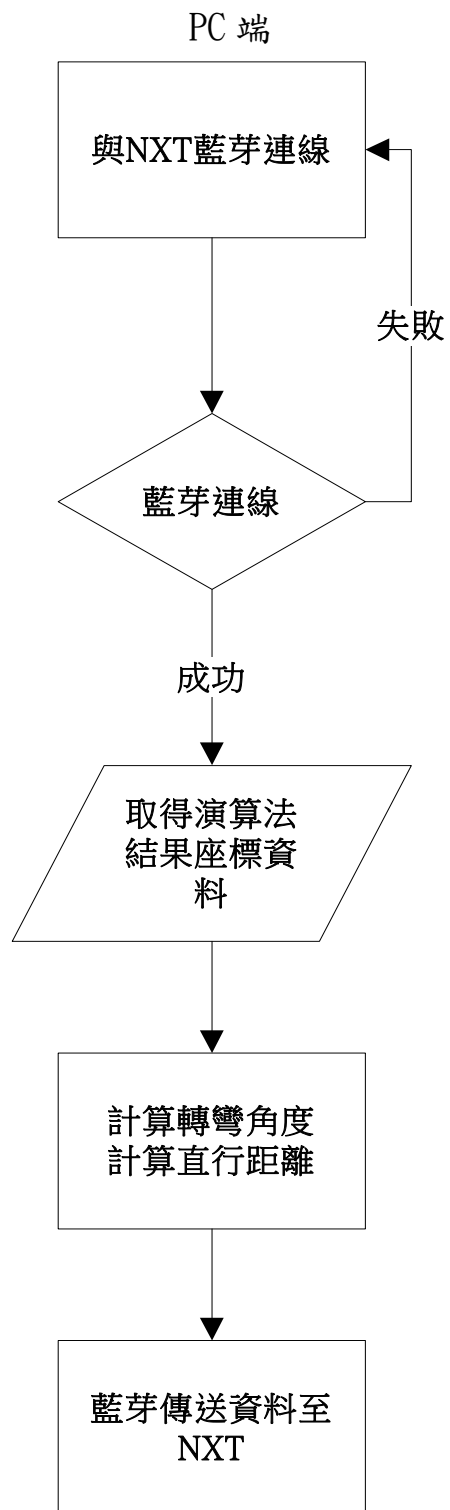 PC 端
與NXT藍芽連線
失敗
藍芽連線
成功
取得演算法
結果座標資
料
計算轉彎角度
計算直行距離
藍芽傳送資料至
NXT